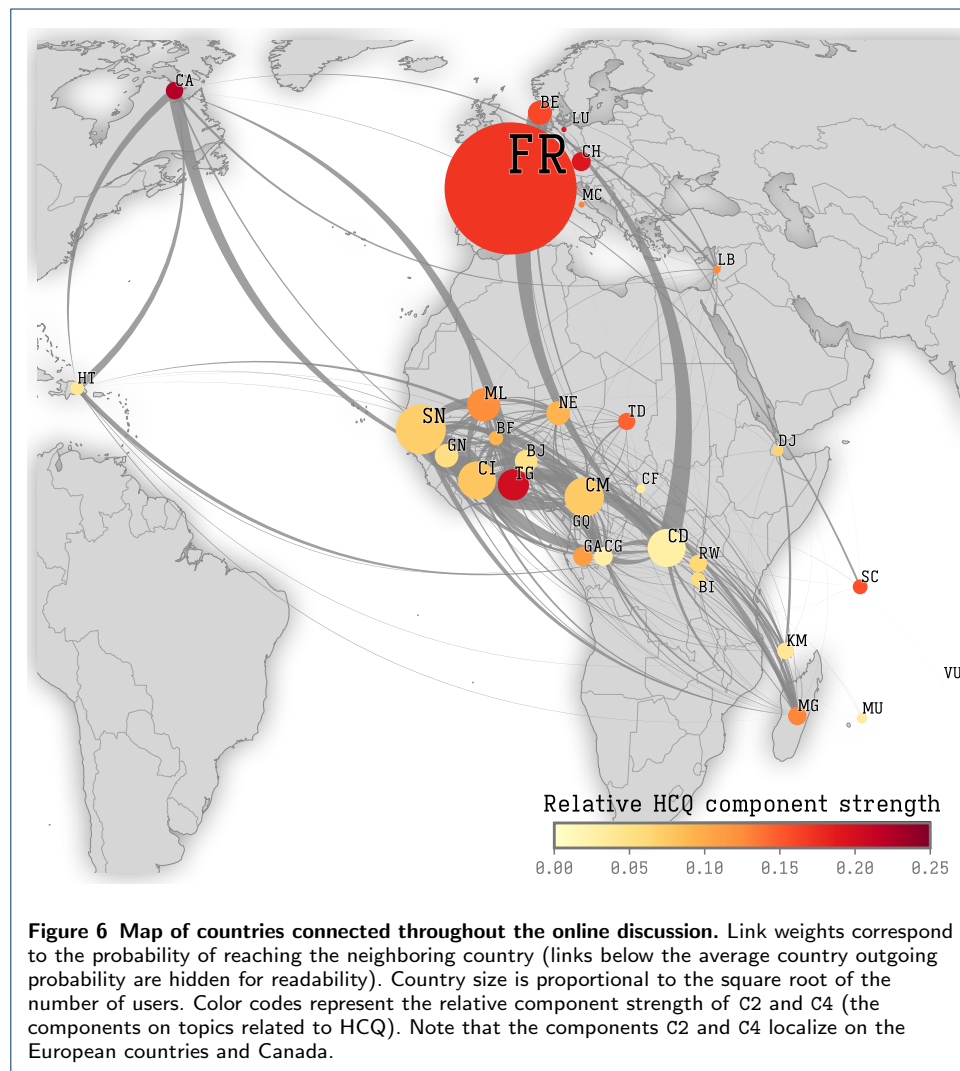 CA
BE
LU
FR
CH
MC
LB
HT
ML
NE
SN
TD
BF
GN
BJ
DJ
CI
TG
CM
CF
GQ
CD
GACG
RW
BI
SC
KM
VU
MG
MU
Relative HCQ component strength
0.00 0.05 0.10 0.15 0.20 0.25
Figure 6 Map of countries connected throughout the online discussion. Link weights correspond
to the probability of reaching the neighboring country (links below the average country outgoing
probability are hidden for readability). Country size is proportional to the square root of the
number of users. Color codes represent the relative component strength of C2 and C4 (the
components on topics related to HCQ). Note that the components C2 and C4 localize on the
European countries and Canada.